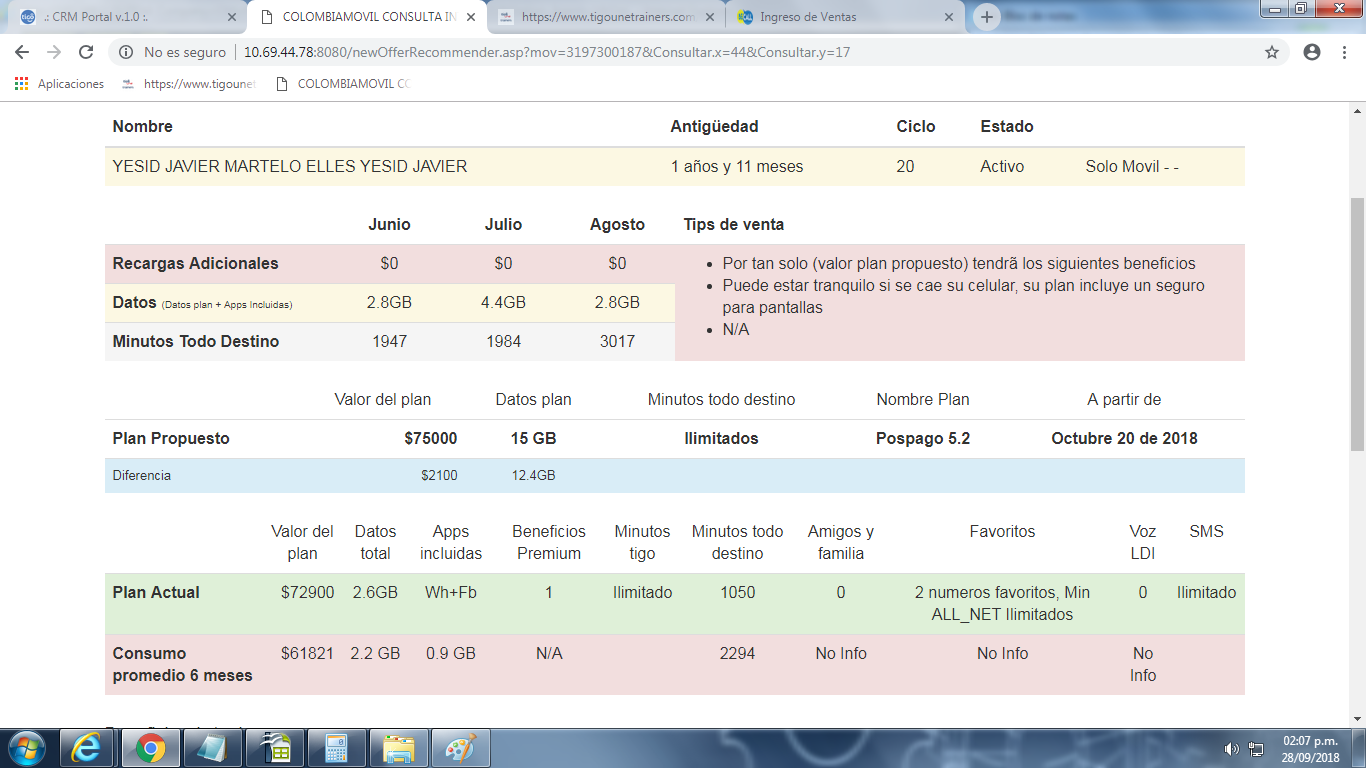 .: CRM Portal v.1.0 :.
COLOMBIAMOVIL CONSULTA IN
https://www.tigounetrainers.com
Ingreso de Ventas
No es seguro
10.69.44.78:8080/newOfferRecommender.asp?mov=3197300187&Consultar.x=44&Consultar.y=17
Aplicaciones
https://www.tigounet
COLOMBIAMOVIL CO
Nombre Antigüedad Ciclo Estado
YESID JAVIER MARTELO ELLES YESID JAVIER 1 años y 11 meses 20 Activo Solo Movil - -
Junio Julio Agosto Tips de venta
Recargas Adicionales $0 $0 $0
Datos (Datos plan + Apps Incluidas) 2.8GB 4.4GB 2.8GB
Minutos Todo Destino 1947 1984 3017
• Por tan solo (valor plan propuesto) tendrã los siguientes beneficios
• Puede estar tranquilo si se cae su celular, su plan incluye un seguro
para pantallas
• N/A
Valor del plan Datos plan Minutos todo destino Nombre Plan A partir de
Plan Propuesto $75000 15 GB Ilimitados Pospago 5.2 Octubre 20 de 2018
Diferencia $2100 12.4GB
Valor del Datos Apps Beneficios Minutos Minutos todo Amigos y Favoritos Voz SMS
plan total incluidas Premium tigo destino familia LDI
Plan Actual $72900 2.6GB Wh+Fb 1 Ilimitado 1050 0 2 numeros favoritos, Min 0 Ilimitado
ALL_NET Ilimitados
Consumo $61821 2.2 GB 0.9 GB N/A 2294 No Info No Info No
promedio 6 meses Info
02:07 p.m.
28/09/2018